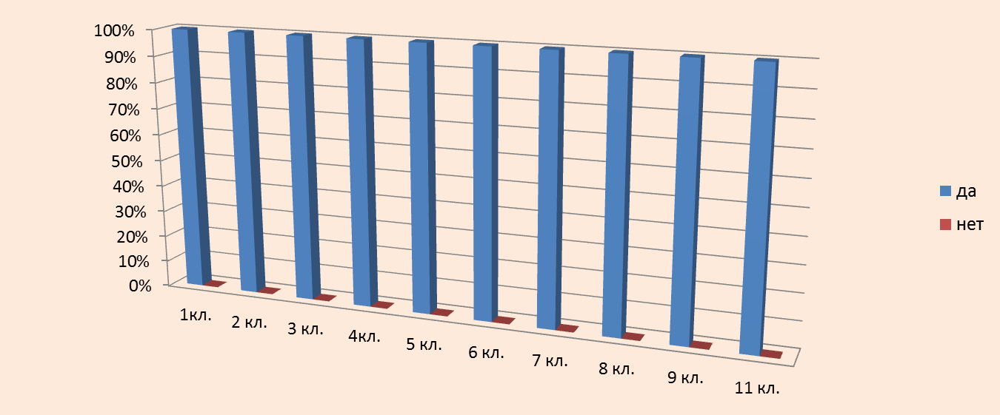 100%
90%
80%
70%
60%
50%
40%
30%
20%
10%
0%
1кл.
2 кл.
3 кл.
4кл.
5 кл.
6 кл.
7 кл.
8 кл.
9 кл.
11 кл.
да
нет